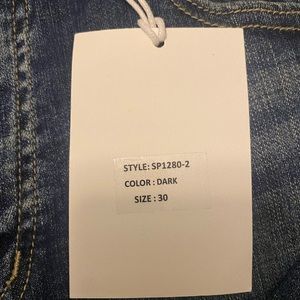 STYLE: SP1280-2
COLOR : DARK
SIZE : 30